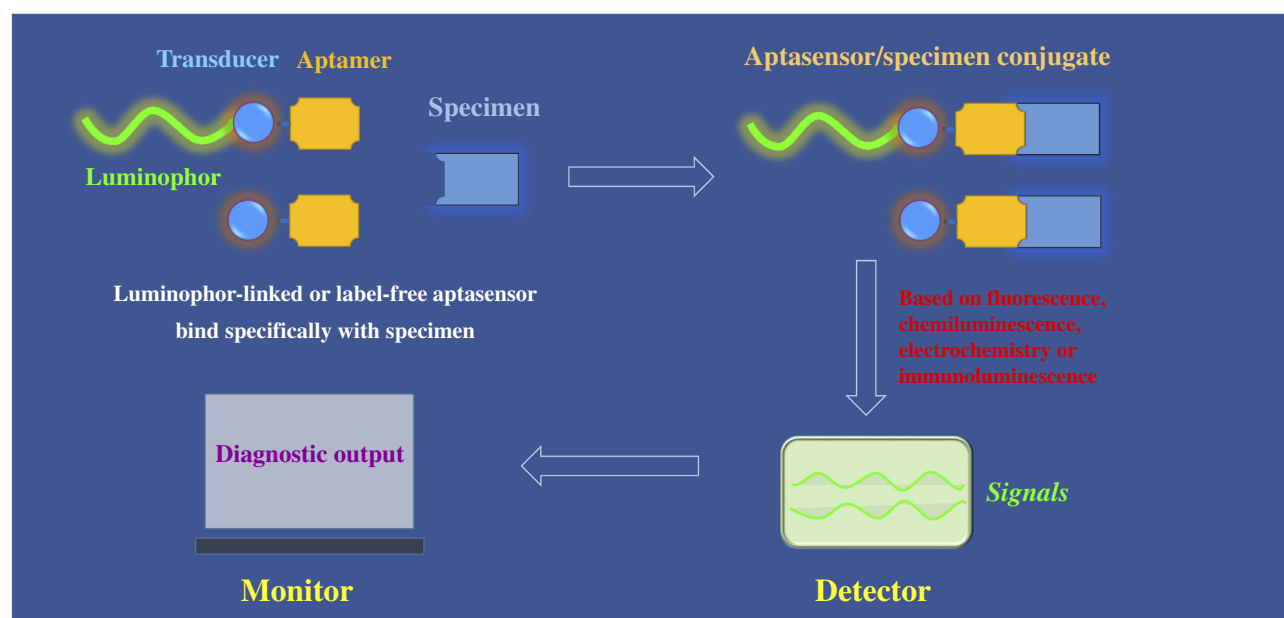 Transducer Aptamer
Specimen
Luminophor
Luminophor-linked or label-free aptasensor
bind specifically with specimen
Aptasensor/specimen conjugate
Based on fluorescence,
chemiluminescence,
electrochemistry or
immunoluminescence
Signals
Detector
Diagnostic output
Monitor